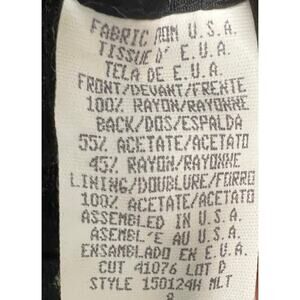 FABRIC FROM U.S.A.
TISSUE D' E.U.A.
TELA DE E.U.A.
FRONT/DEVANT/FRENTE
100% RAYON/RAYONNE
BACK/DOS/ESPALDA
55% ACETATE/ACETATO
45% RAYON/RAYONNE
LINING/DOUBLURE/FORRO
100% ACETATE/ACETATO
ASSEMBLED IN U.S.A.
ASEMBL'E AU U.S.A.
ENSAMBLADO EN E.U.A.
CUT 41076 LOT D
STYLE 150124H MLT
8